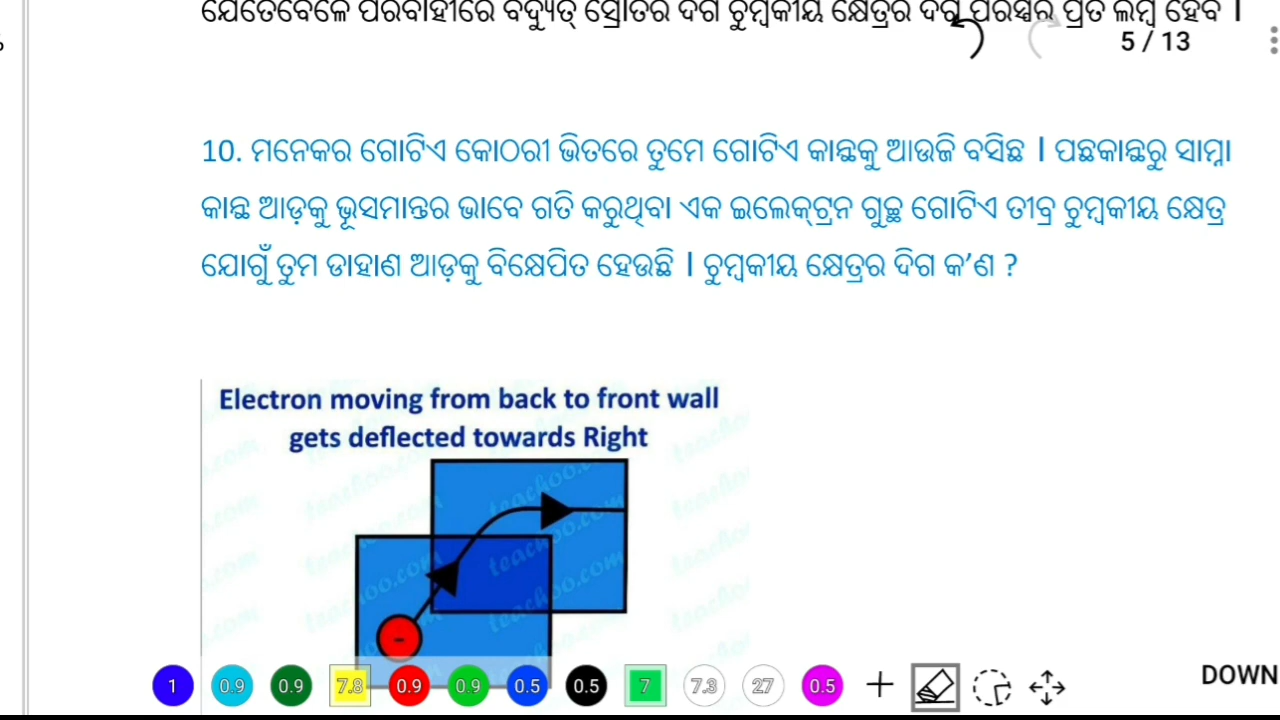 ଯେତେବେଳେ ପରିବାହୀରେ ବିଦ୍ୟୁତ୍ ସ୍ରୋତର ଦିଗ ଚୁମ୍ବକୀୟ କ୍ଷେତ୍ରର ଦିଗ ପରସ୍ପର ପ୍ରତି ଲମ୍ବ ହେବ ।
5 / 13
10. ମନେକର ଗୋଟିଏ କୋଠରୀ ଭିତରେ ତୁମେ ଗୋଟିଏ କାନ୍ଥକୁ ଆଉଜି ବସିଛ । ପଛକାନ୍ଥରୁ ସାମ୍ନା
କାନ୍ଥ ଆଡ଼କୁ ଭୂସମାନ୍ତର ଭାବେ ଗତି କରୁଥିବା ଏକ ଇଲେକ୍ଟ୍ରନ ଗୁଚ୍ଛ ଗୋଟିଏ ତୀବ୍ର ଚୁମ୍ବକୀୟ କ୍ଷେତ୍ର
ଯୋଗୁଁ ତୁମ ଡାହାଣ ଆଡ଼କୁ ବିକ୍ଷେପିତ ହେଉଛି । ଚୁମ୍ବକୀୟ କ୍ଷେତ୍ରର ଦିଗ କ'ଣ ?
Electron moving from back to front wall
gets deflected towards Right
teachoo.com
-
1 0.9 0.9 7.8 0.9 0.9 0.5 0.5 7 7.3 27 0.5
DOWN